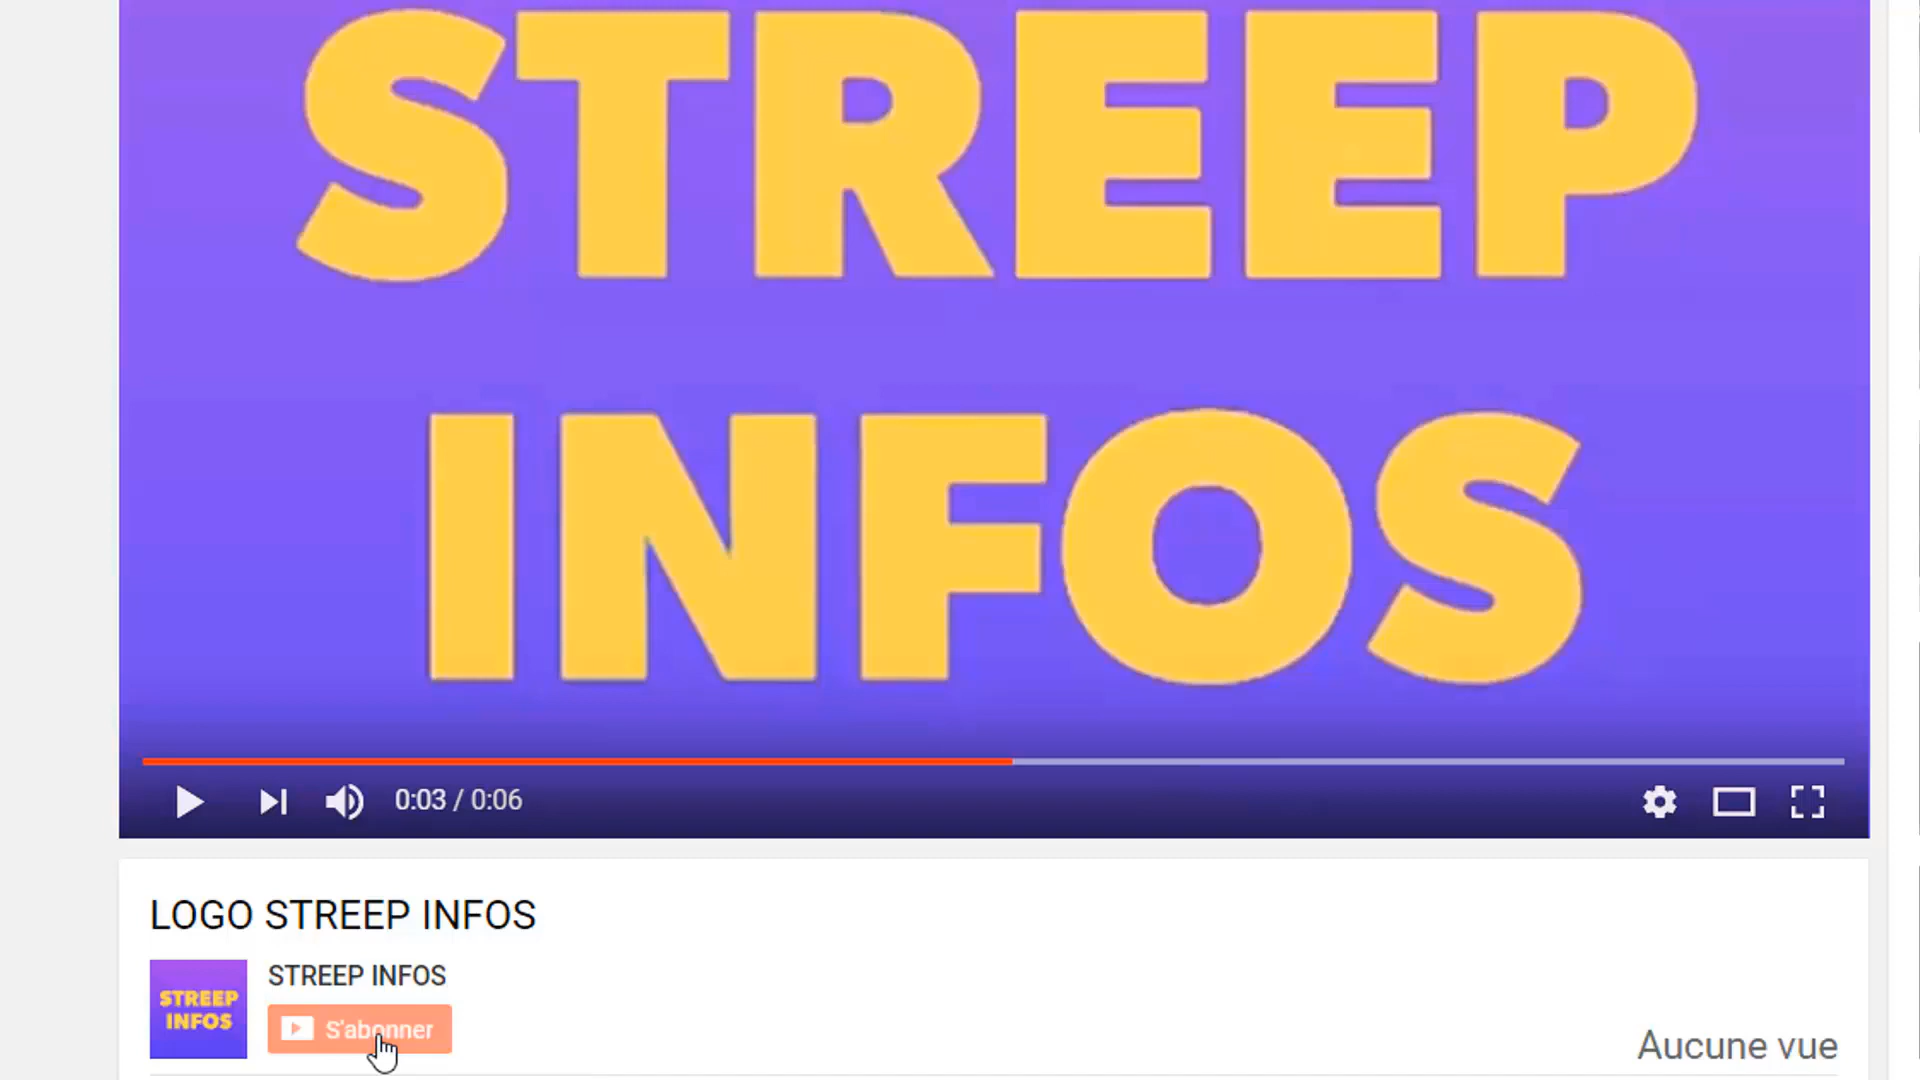 STREEP
INFOS
0:03 / 0:06
LOGO STREEP INFOS
STREEP INFOS
STREEP
INFOS
S'abonner
Aucune vue